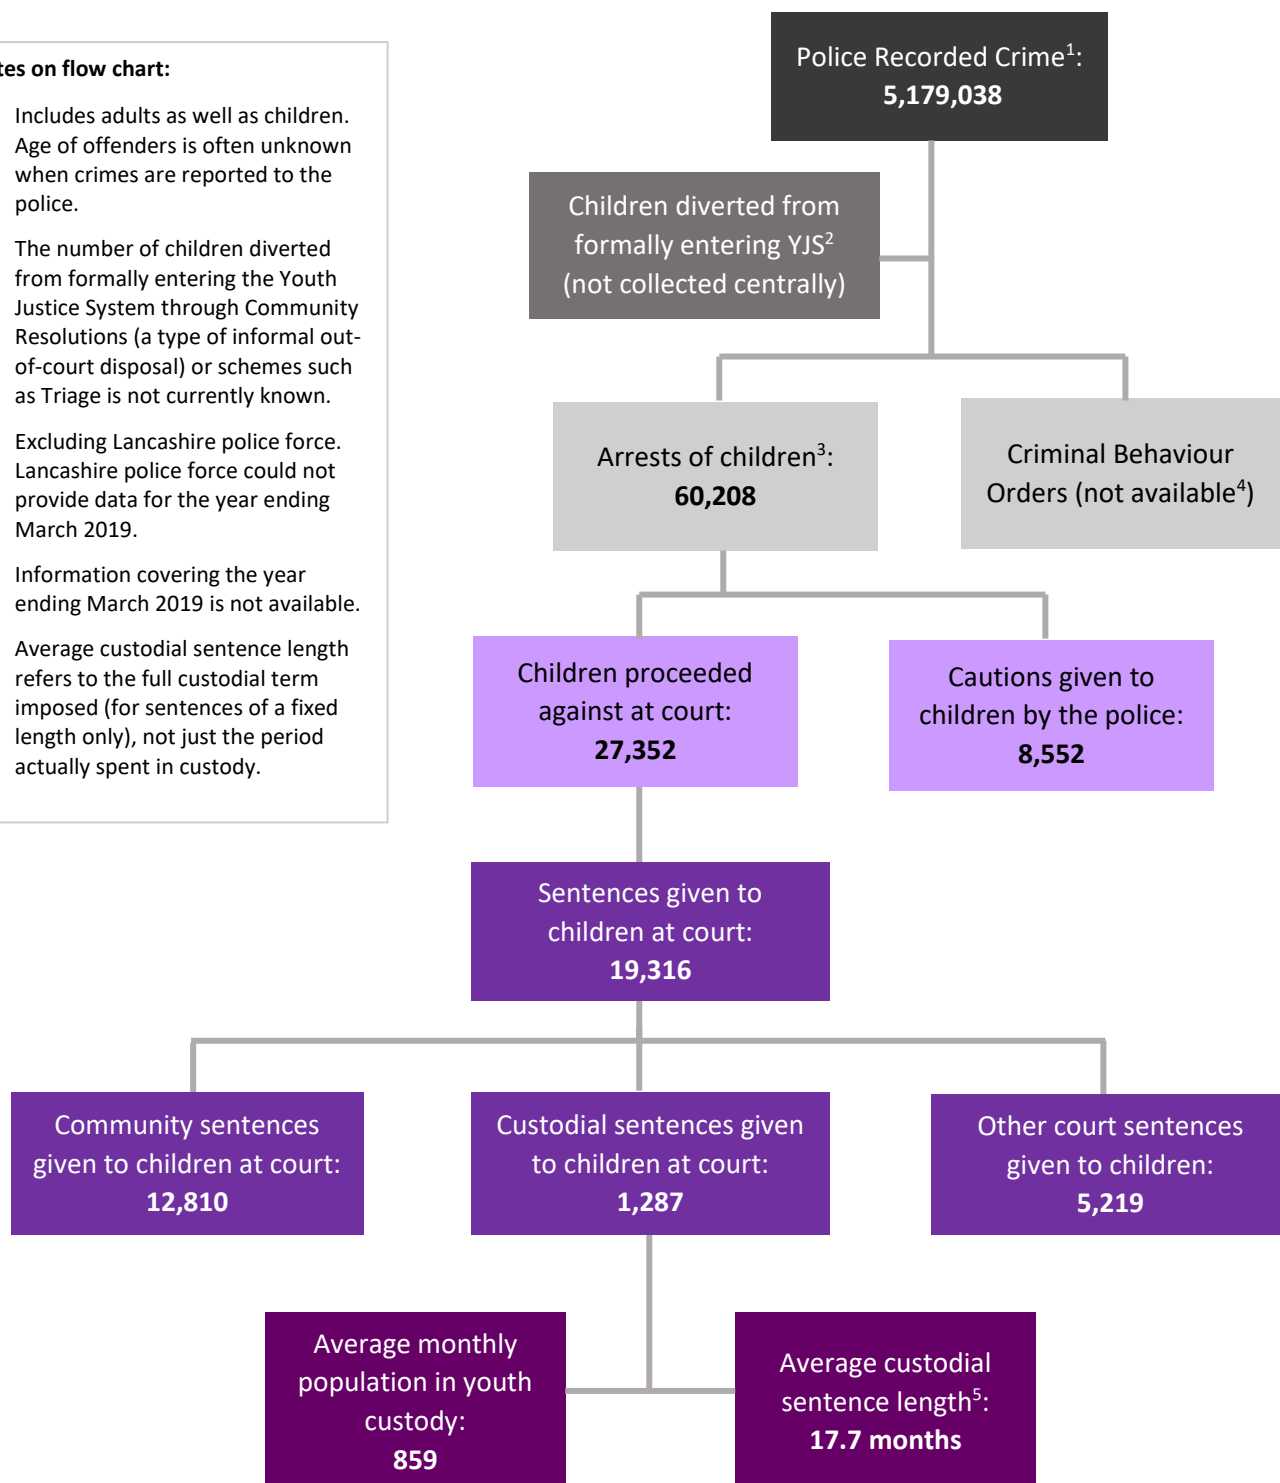 tes on flow chart:
Includes adults as well as children.
Age of offenders is often unknown
when crimes are reported to the
police.
The number of children diverted
from formally entering the Youth
Justice System through Community
Resolutions (a type of informal out-
of-court disposal) or schemes such
as Triage is not currently known.
Excluding Lancashire police force.
Lancashire police force could not
provide data for the year ending
March 2019.
Information covering the year
ending March 2019 is not available.
Average custodial sentence length
refers to the full custodial term
imposed (for sentences of a fixed
length only), not just the period
actually spent in custody.
Police Recorded Crime¹:
5,179,038
Children diverted from
formally entering YJS²
(not collected centrally)
Arrests of children³:
60,208
Criminal Behaviour
Orders (not available⁴)
Children proceeded
against at court:
27,352
Cautions given to
children by the police:
8,552
Sentences given to
children at court:
19,316
Community sentences
given to children at court:
12,810
Custodial sentences given
to children at court:
1,287
Other court sentences
given to children:
5,219
Average monthly
population in youth
custody:
859
Average custodial
sentence length⁵:
17.7 months